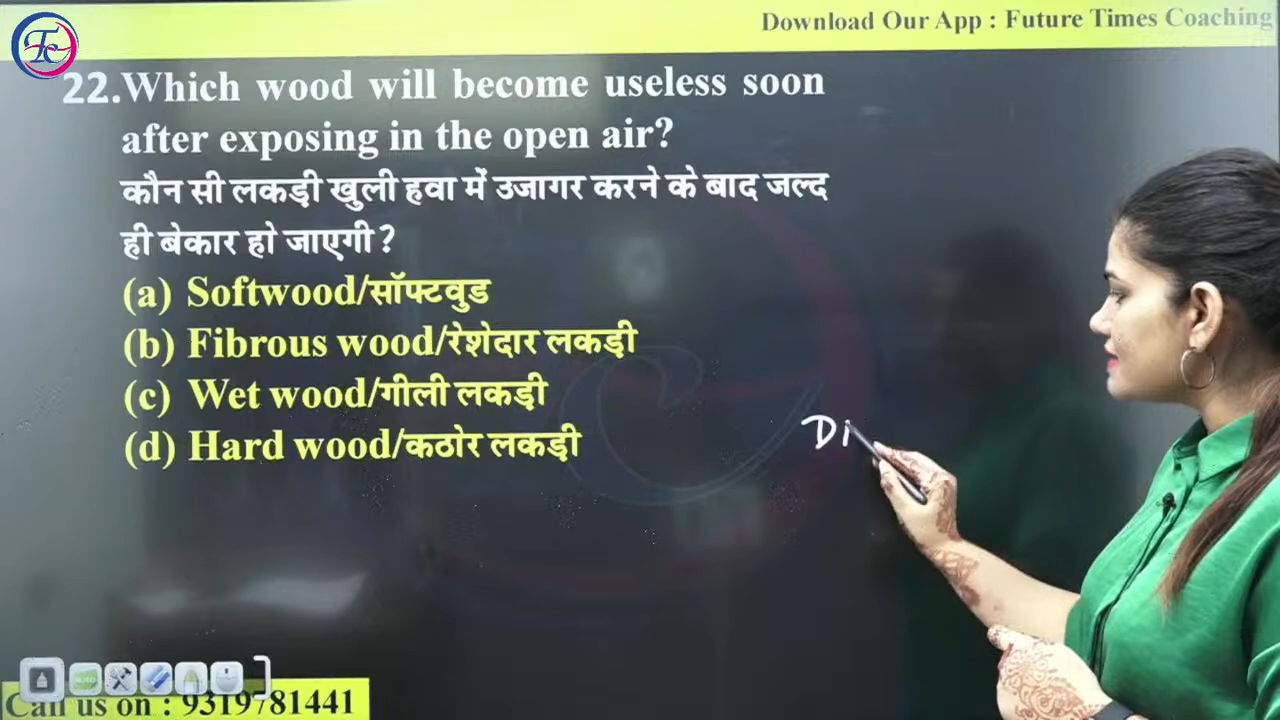 Tc
Download Our App : Future Times Coaching
22.Which wood will become useless soon
after exposing in the open air?
कौन सी लकड़ी खुली हवा में उजागर करने के बाद जल्द
ही बेकार हो जाएगी?
(a) Softwood/सॉफ्टवुड
(b) Fibrous wood/रेशेदार लकड़ी
(c) Wet wood/गीली लकड़ी
(d) Hard wood/कठोर लकड़ी
DI
AUTO
Call us on : 9319781441